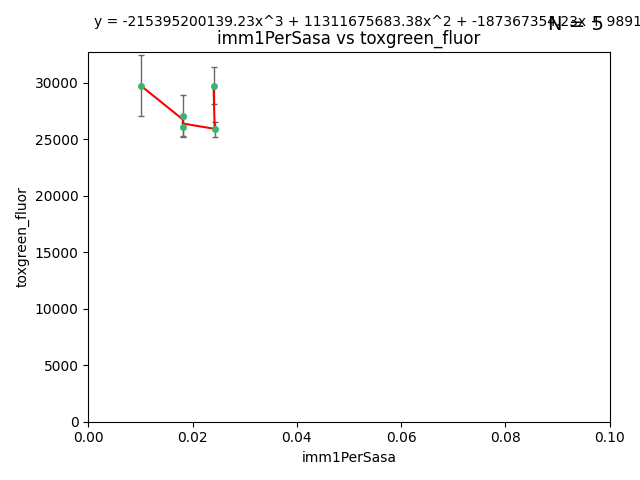 y = -215395200139.23x^3 + 11311675683.38x^2 + -187367354.23x +
N = 5
imm1PerSasa vs toxgreen_fluor
30000
25000
20000
15000
10000
5000
0
toxgreen_fluor
0.00 0.02 0.04 0.06 0.08 0.10
imm1PerSasa